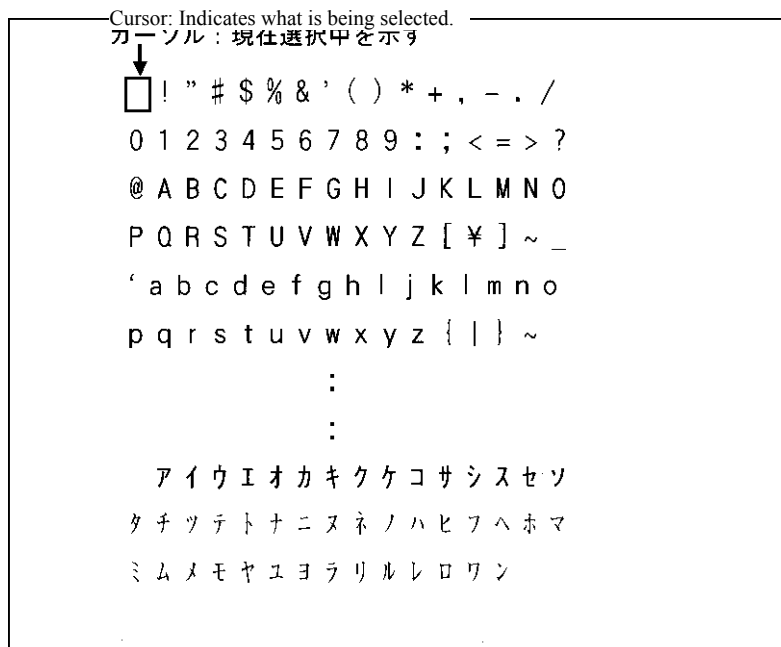 Cursor: Indicates what is being selected.
カーソル：現在選択中を示す
! ” # $ % & ' ( ) * + , - . /
0 1 2 3 4 5 6 7 8 9 : ; < = > ?
@ A B C D E F G H I J K L M N O
P Q R S T U V W X Y Z [ ¥ ] ~ _
‘ a b c d e f g h l j k l m n o
p q r s t u v w x y z { | } ~
:
:
ア イ ウ エ オ カ キ ク ケ コ サ シ ス セ ソ
タ チ ツ テ ト ナ ニ ヌ ネ ノ ハ ヒ フ ヘ ホ マ
ミ ム メ モ ヤ ユ ヨ ラ リ ル レ ロ ワ ン